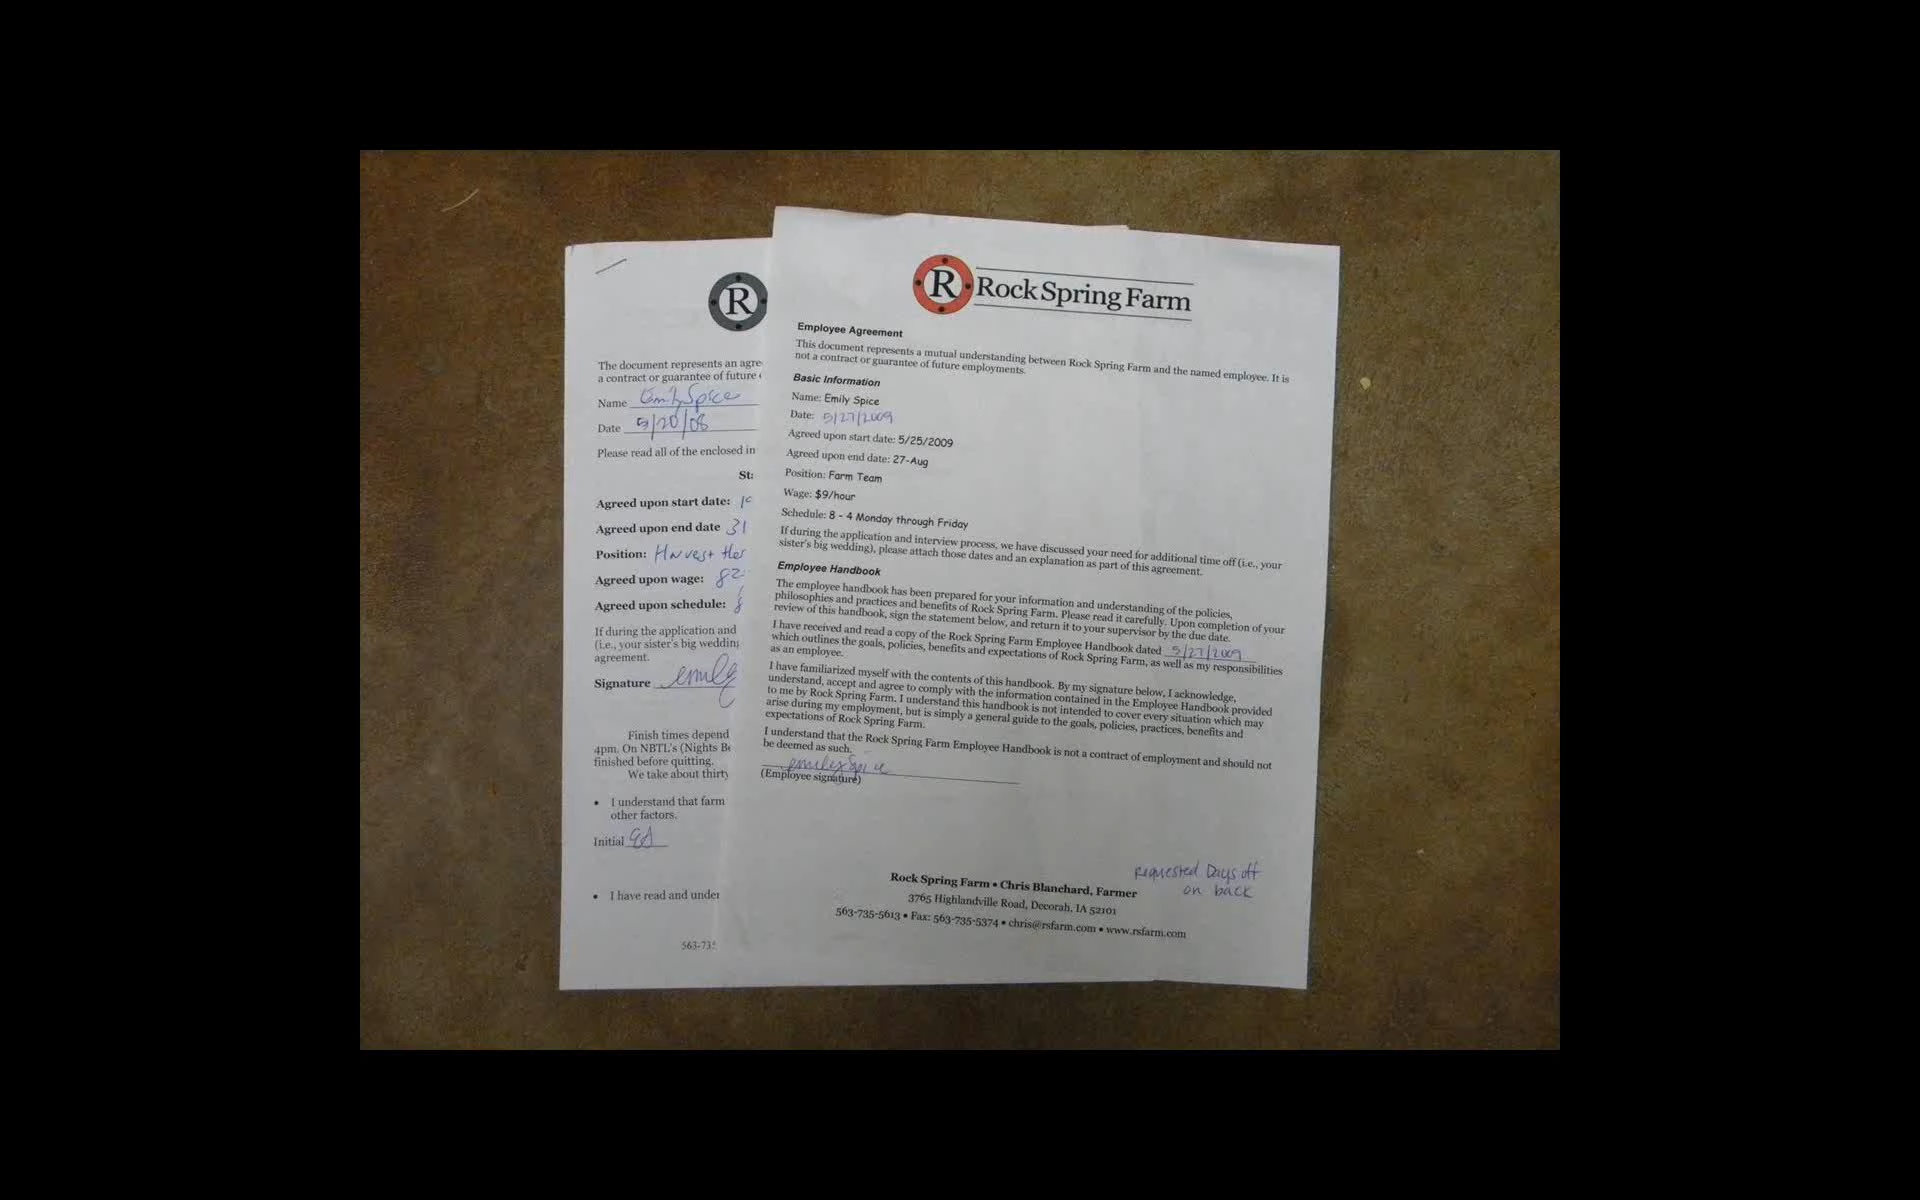 R
The document represents an agre
a contract or guarantee of future
Name Emily Spice
Date 5/20/08
Please read all of the enclosed in
Agreed upon start date:
Agreed upon end date 31
Position: Harvest
Agreed upon wage:
Agreed upon schedule: 8
If during the application and
(i.e., your sister's big wedding
agreement.
Signature emily
Finish times depend
4pm. On NBTL's (Nights Be
finished before quitting.
We take about thirty
• I understand that farm
other factors.
Initial ES
• I have read and under
563-735
R Rock Spring Farm
Employee Agreement
This document represents a mutual understanding between Rock Spring Farm and the named employee. It is
not a contract or guarantee of future employments.
Basic Information
Name: Emily Spice
Date: 5/27/2009
Agreed upon start date: 5/25/2009
Agreed upon end date: 27-Aug
Position: Farm Team
Wage: $9/hour
Schedule: 8 - 4 Monday through Friday
If during the application and interview process, we have discussed your need for additional time off (i.e., your
sister's big wedding), please attach those dates and an explanation as part of this agreement.
Employee Handbook
The employee handbook has been prepared for your information and understanding of the policies,
philosophies and practices and benefits of Rock Spring Farm. Please read it carefully. Upon completion of your
review of this handbook, sign the statement below, and return it to your supervisor by the due date.
I have received and read a copy of the Rock Spring Farm Employee Handbook dated 5/27/2009
which outlines the goals, policies, benefits and expectations of Rock Spring Farm, as well as my responsibilities
as an employee.
I have familiarized myself with the contents of this handbook. By my signature below, I acknowledge,
understand, accept and agree to comply with the information contained in the Employee Handbook provided
to me by Rock Spring Farm. I understand this handbook is not intended to cover every situation which may
arise during my employment, but is simply a general guide to the goals, policies, practices, benefits and
expectations of Rock Spring Farm.
I understand that the Rock Spring Farm Employee Handbook is not a contract of employment and should not
be deemed as such.
emily Spice
(Employee signature)
requested Days off
on back
Rock Spring Farm • Chris Blanchard, Farmer
3765 Highlandville Road, Decorah, IA 52101
563-735-5613 • Fax: 563-735-5374 • chris@rsfarm.com • www.rsfarm.com